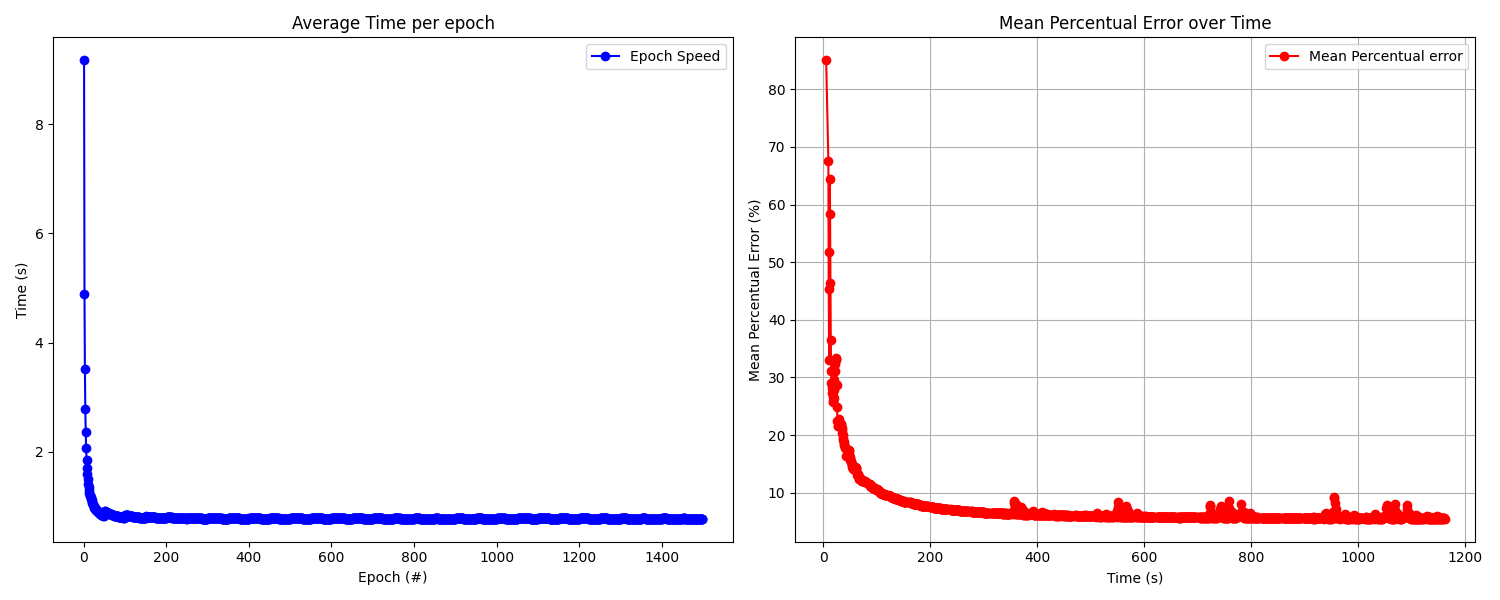 Average Time per epoch
Epoch Speed
8
6
4
2
Time (s)
0 200 400 600 800 1000 1200 1400
Epoch (#)
Mean Percentual Error over Time
Mean Percentual error
80
70
60
50
40
30
20
10
Mean Percentual Error (%)
0 200 400 600 800 1000 1200
Time (s)